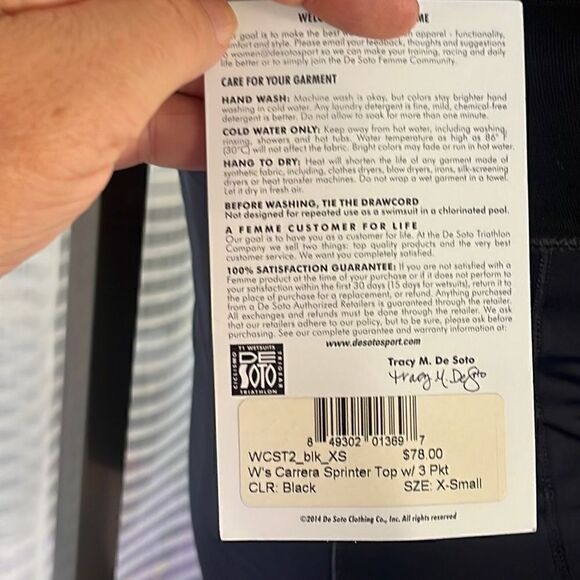 WELC ME
goal is to make the best apparel - functionality,
comfort and style. Please email your feedback, thoughts and suggestions
to women@desotosport so we can make your training, racing and daily
life better or to simply join the De Soto Femme Community.
CARE FOR YOUR GARMENT
HAND WASH: Machine wash is okay, but colors stay brighter hand
washing in cold water. Any laundry detergent is fine, mild, chemical-free
detergent is better. Do not allow to soak for more than one minute.
COLD WATER ONLY: Keep away from hot water, including washing,
rinsing, showers and hot tubs. Water temperature as high as 86° F
(30°C) will not affect the fabric. Bright colors may fade or run in hot water.
HANG TO DRY: Heat will shorten the life of any garment made of
synthetic fabric, including, clothes dryers, blow dryers, irons, silk-screening
dryers or heat transfer machines. Do not wrap a wet garment in a towel.
Let it dry in fresh air.
BEFORE WASHING, TIE THE DRAWCORD
Not designed for repeated use as a swimsuit in a chlorinated pool.
A FEMME CUSTOMER FOR LIFE
Our goal is to have you as a customer for life. At the De Soto Triathlon
Company we sell two things: top quality products and the very best
customer service. We want you completely satisfied.
100% SATISFACTION GUARANTEE: If you are not satisfied with a
Femme product at the time of your purchase or if it does not perform to
your satisfaction within the first 30 days (15 days for wetsuits), return it to
the place of purchase for a replacement, or refund. Anything purchased
from a De Soto Authorized Retailers is guaranteed through the retailer.
All exchanges and refunds must be done through the retailer. We ask
that our retailers adhere to our policy, but to be sure, please ask before
purchasing. See our complete guarantee and warranty information at:
www.desotosport.com
T1 WETSUITS
CICLISMO
DE
SOTO
TRIGEAR
TRIATHLON
Tracy M. De Soto
Tracy M. DeSoto
8 49302 01369 7
WCST2_blk_XS $78.00
W's Carrera Sprinter Top w/ 3 Pkt
CLR: Black SZE: X-Small
©2014 De Soto Clothing Co., Inc. All rights reserved